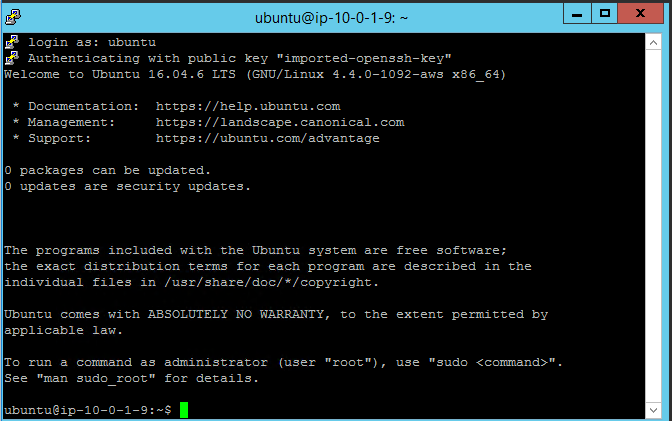 ubuntu@ip-10-0-1-9: ~
login as: ubuntu
Authenticating with public key "imported-openssh-key"
Welcome to Ubuntu 16.04.6 LTS (GNU/Linux 4.4.0-1092-aws x86_64)
* Documentation:  https://help.ubuntu.com
* Management:     https://landscape.canonical.com
* Support:        https://ubuntu.com/advantage
0 packages can be updated.
0 updates are security updates.
The programs included with the Ubuntu system are free software;
the exact distribution terms for each program are described in the
individual files in /usr/share/doc/*/copyright.
Ubuntu comes with ABSOLUTELY NO WARRANTY, to the extent permitted by
applicable law.
To run a command as administrator (user "root"), use "sudo <command>".
See "man sudo_root" for details.
ubuntu@ip-10-0-1-9:~$